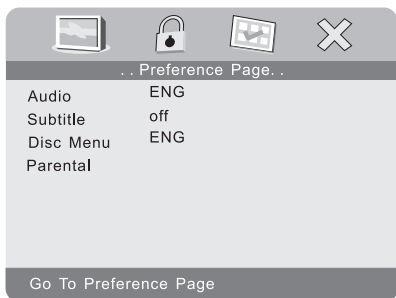 . . Preference Page. .
Audio ENG
Subtitle off
Disc Menu ENG
Parental
Go To Preference Page